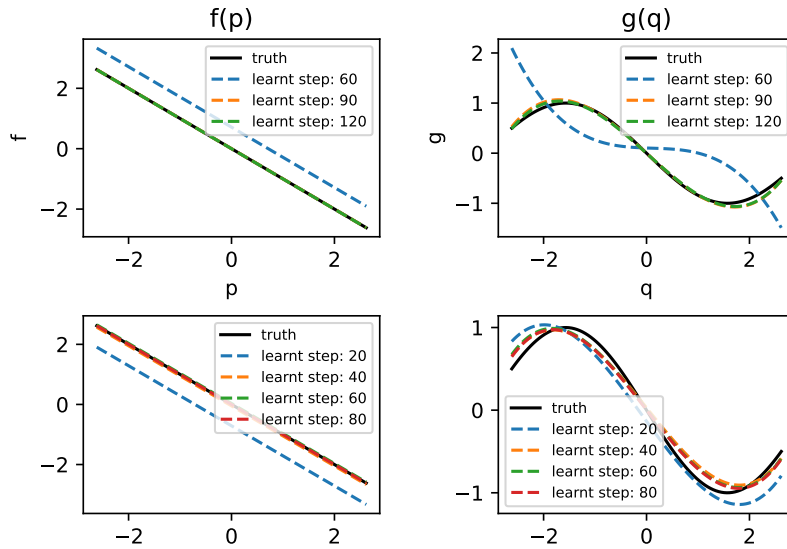 f(p)
g(q)
f
2
0
−2
−2
0
2
p
truth
learnt step: 60
learnt step: 90
learnt step: 120
g
2
1
0
−1
−2
0
2
q
truth
learnt step: 60
learnt step: 90
learnt step: 120
2
0
−2
−2
0
2
truth
learnt step: 20
learnt step: 40
learnt step: 60
learnt step: 80
1
0
−1
−2
0
2
truth
learnt step: 20
learnt step: 40
learnt step: 60
learnt step: 80